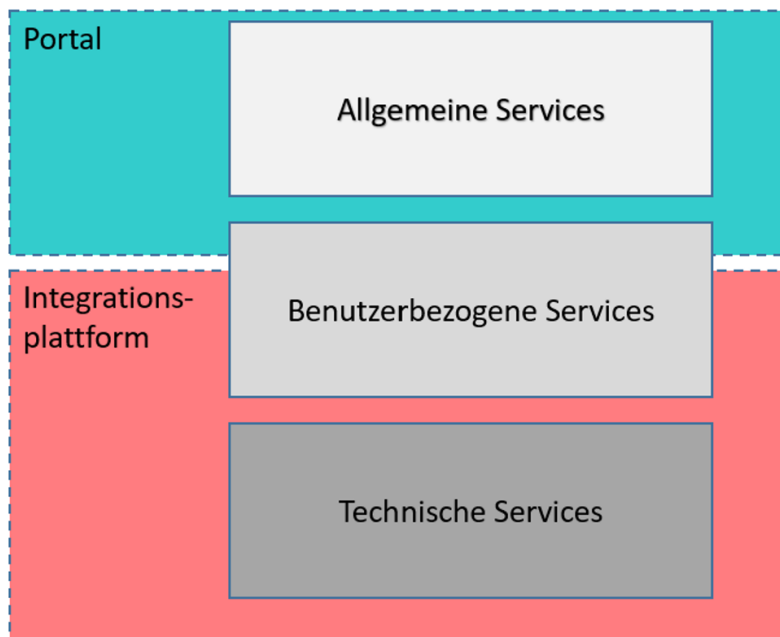 Portal
Allgemeine Services
Integrations-
plattform
Benutzerbezogene Services
Technische Services